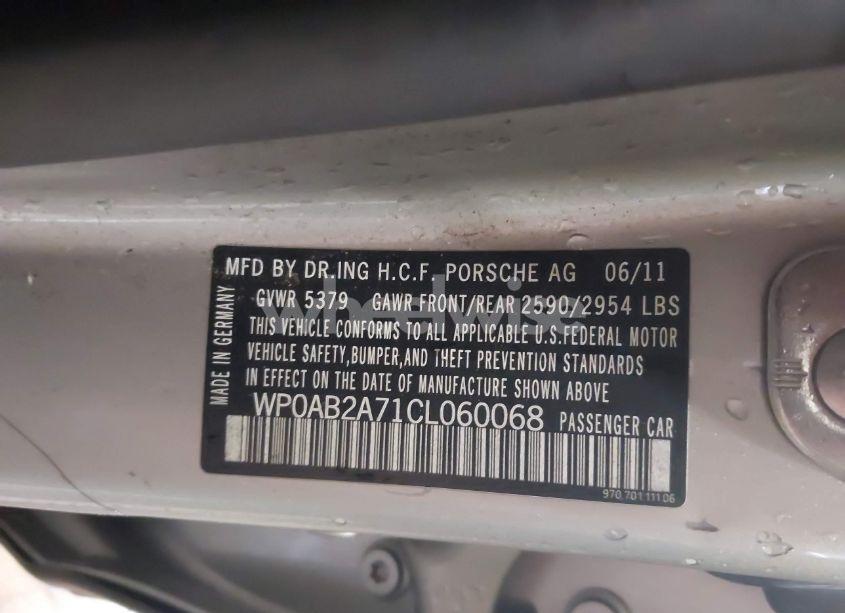 MFD BY DR.ING H.C.F. PORSCHE AG 06/11
GVWR 5379 GAWR FRONT/REAR 2590/2954 LBS
THIS VEHICLE CONFORMS TO ALL APPLICABLE U.S.FEDERAL MOTOR
VEHICLE SAFETY,BUMPER,AND THEFT PREVENTION STANDARDS
IN EFFECT ON THE DATE OF MANUFACTURE SHOWN ABOVE
WP0AB2A71CL060068 PASSENGER CAR
970.701.111.06
MADE IN GERMANY
wheelwise